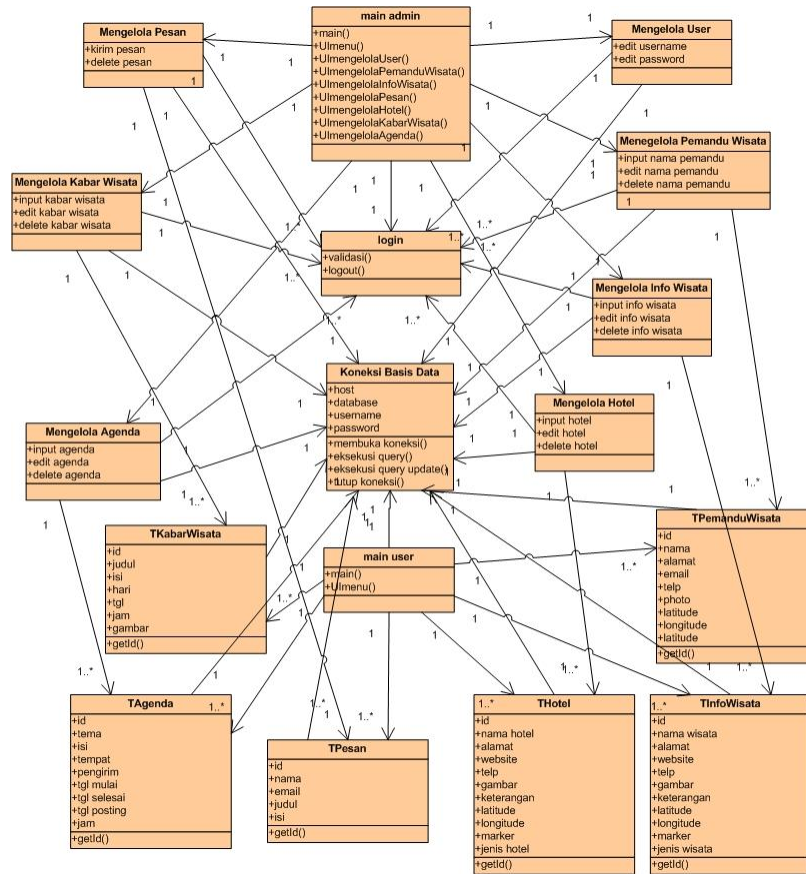 main admin
+main()
+UImenu()
+UImengelolaUser()
+UImengelolaPemanduWisata()
+UImengelolaInfoWisata()
+UImengelolaPesan()
+UImengelolaHotel()
+UImengelolaKabarWisata()
+UImengelolaAgenda()
1
Mengelola Pesan
+kirim pesan
+delete pesan
1
Mengelola User
+edit username
+edit password
Menegelola Pemandu Wisata
+input nama pemandu
+edit nama pemandu
+delete nama pemandu
1
Mengelola Kabar Wisata
+input kabar wisata
+edit kabar wisata
+delete kabar wisata
login
+validasi()
+logout()
1..*
Mengelola Info Wisata
+input info wisata
+edit info wisata
+delete info wisata
Koneksi Basis Data
+host
+database
+username
+password
+membuka koneksi()
+eksekusi query()
+eksekusi query update()
+tutup koneksi()
Mengelola Hotel
+input hotel
+edit hotel
+delete hotel
Mengelola Agenda
+input agenda
+edit agenda
+delete agenda
TKabarWisata
+id
+judul
+isi
+hari
+tgl
+jam
+gambar
+getId()
main user
+main()
+UImenu()
TPemanduWisata
+id
+nama
+alamat
+email
+telp
+photo
+latitude
+longitude
+latitude
+getId()
TAgenda
1..*
+id
+tema
+isi
+tempat
+pengirim
+tgl mulai
+tgl selesai
+tgl posting
+jam
+getId()
TPesan
+id
+nama
+email
+judul
+isi
+getId()
THotel
1..*
+id
+nama hotel
+alamat
+website
+telp
+gambar
+keterangan
+latitude
+longitude
+marker
+jenis hotel
+getId()
TInfoWisata
1..*
+id
+nama wisata
+alamat
+website
+telp
+gambar
+keterangan
+latitude
+longitude
+marker
+jenis wisata
+getId()